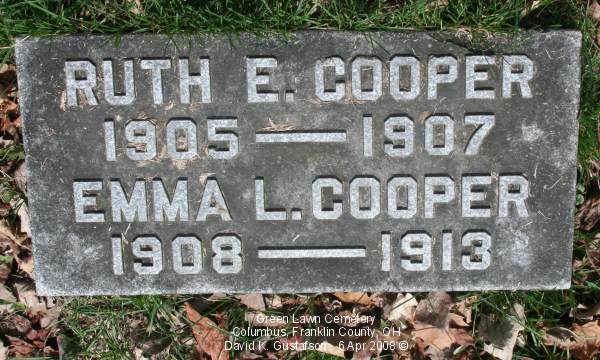 RUTH E. COOPER
1905 — 1907
EMMA L. COOPER
1908 — 1913
Green Lawn Cemetery
Columbus, Franklin County, OH
David K. Gustafson - 6 Apr 2008 ©